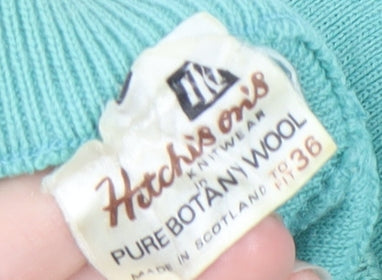 Hutchison's
KNITWEAR
in
PURE BOTANY WOOL
MADE IN SCOTLAND
TO
FIT 36